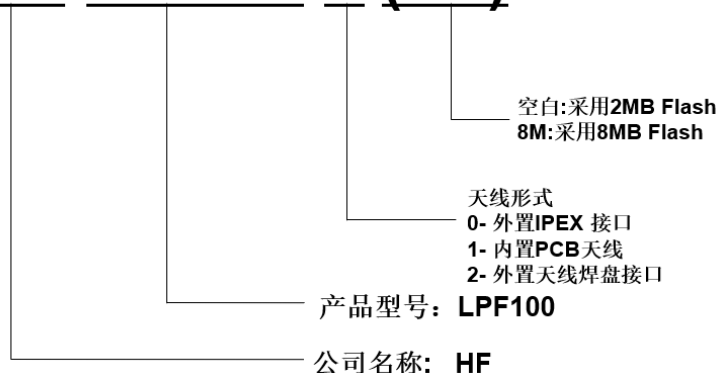 空白:采用2MB Flash
8M:采用8MB Flash
天线形式
0- 外置IPEX 接口
1- 内置PCB天线
2- 外置天线焊盘接口
产品型号：LPF100
公司名称: HF